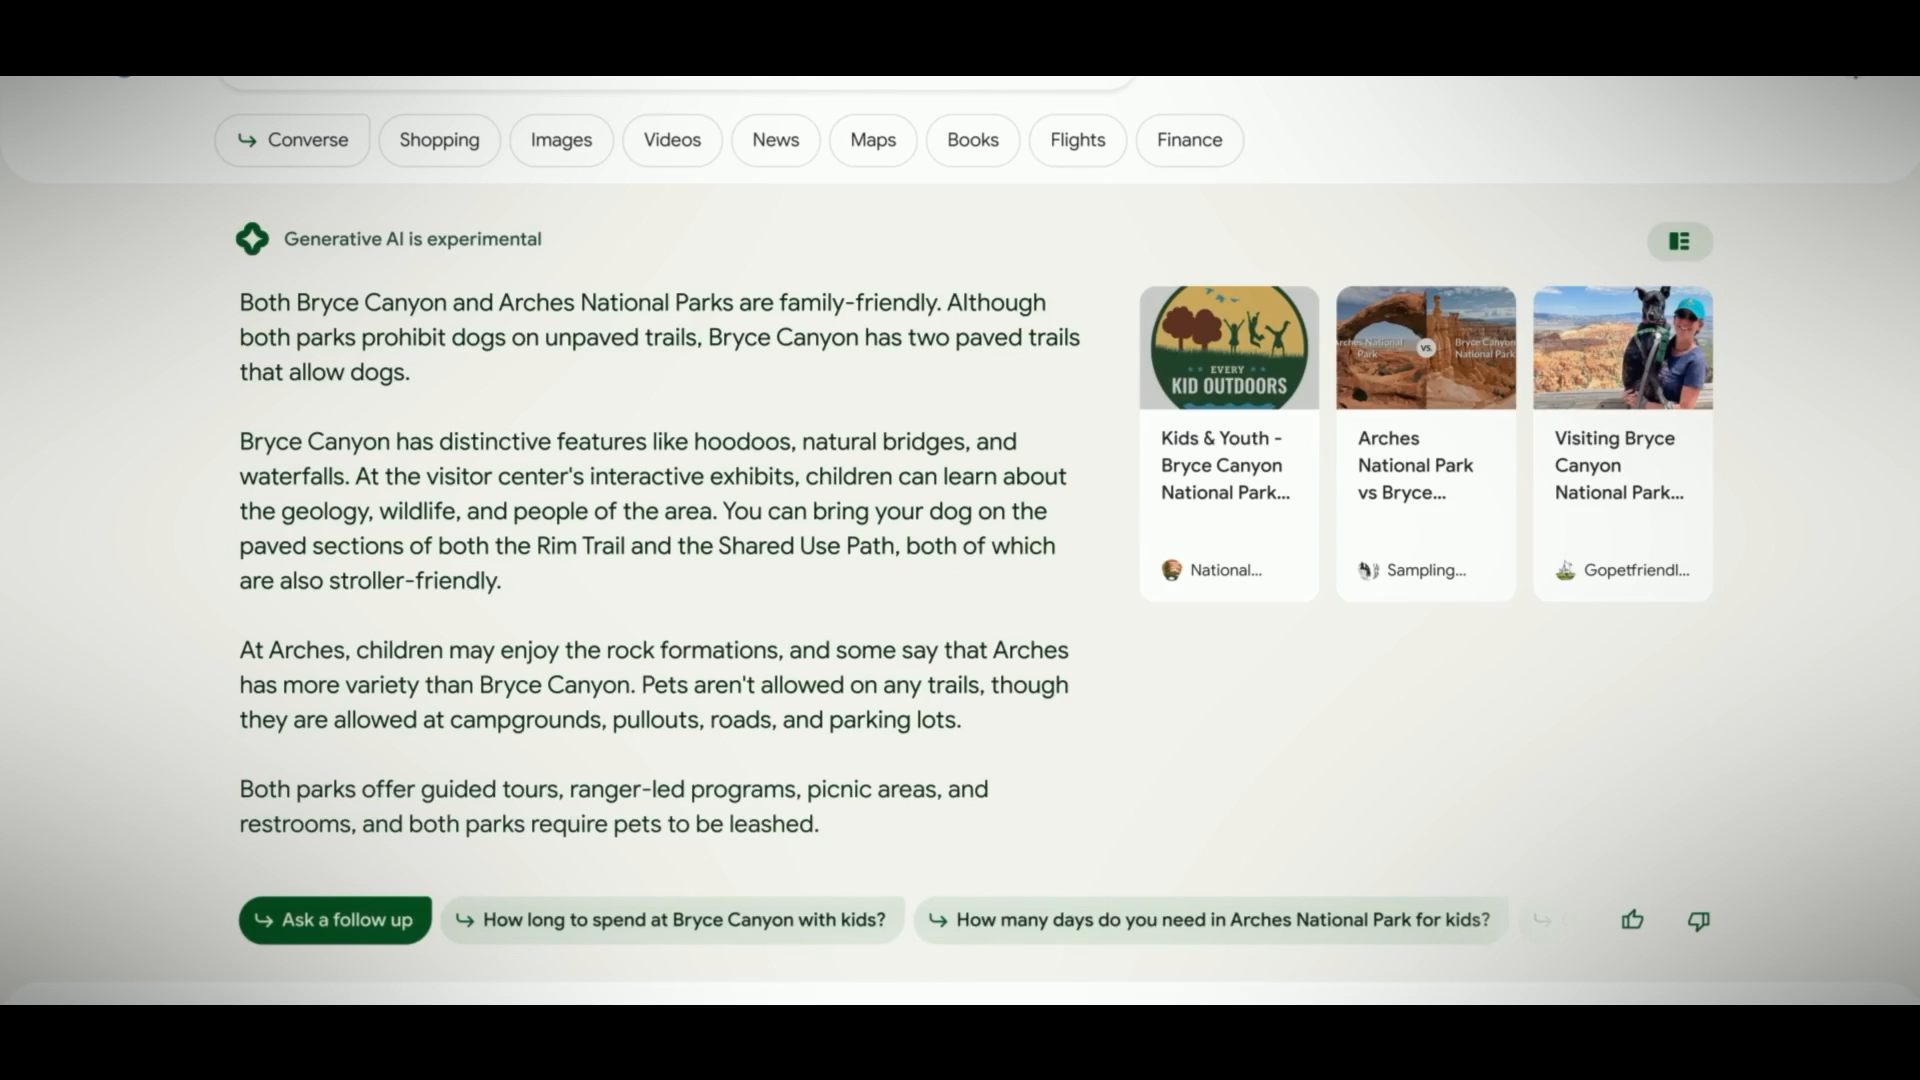 Converse
Shopping
Images
Videos
News
Maps
Books
Flights
Finance
Generative AI is experimental
Both Bryce Canyon and Arches National Parks are family-friendly. Although
both parks prohibit dogs on unpaved trails, Bryce Canyon has two paved trails
that allow dogs.
Bryce Canyon has distinctive features like hoodoos, natural bridges, and
waterfalls. At the visitor center's interactive exhibits, children can learn about
the geology, wildlife, and people of the area. You can bring your dog on the
paved sections of both the Rim Trail and the Shared Use Path, both of which
are also stroller-friendly.
At Arches, children may enjoy the rock formations, and some say that Arches
has more variety than Bryce Canyon. Pets aren't allowed on any trails, though
they are allowed at campgrounds, pullouts, roads, and parking lots.
Both parks offer guided tours, ranger-led programs, picnic areas, and
restrooms, and both parks require pets to be leashed.
EVERY
KID OUTDOORS
Kids & Youth -
Bryce Canyon
National Park...
National...
Arches National
Park
VS.
Bryce Canyon
National Park
Arches
National Park
vs Bryce...
Sampling...
Visiting Bryce
Canyon
National Park...
Gopetfriendl...
Ask a follow up
How long to spend at Bryce Canyon with kids?
How many days do you need in Arches National Park for kids?